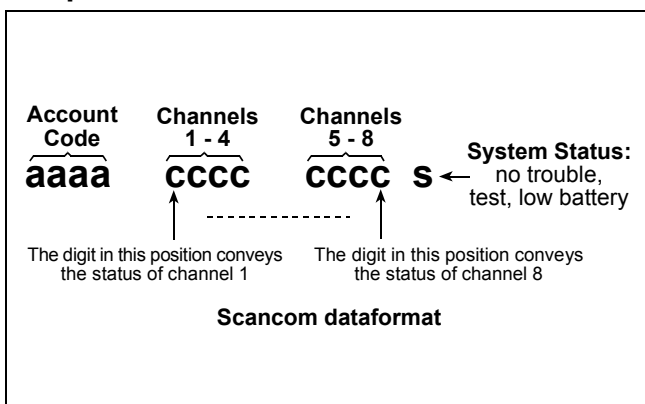 Account Channels Channels
Code 1 - 4 5 - 8
System Status:
aaaa cccc cccc s no trouble,
test, low battery
The digit in this position conveys The digit in this position conveys
the status of channel 1 the status of channel 8
Scancom dataformat